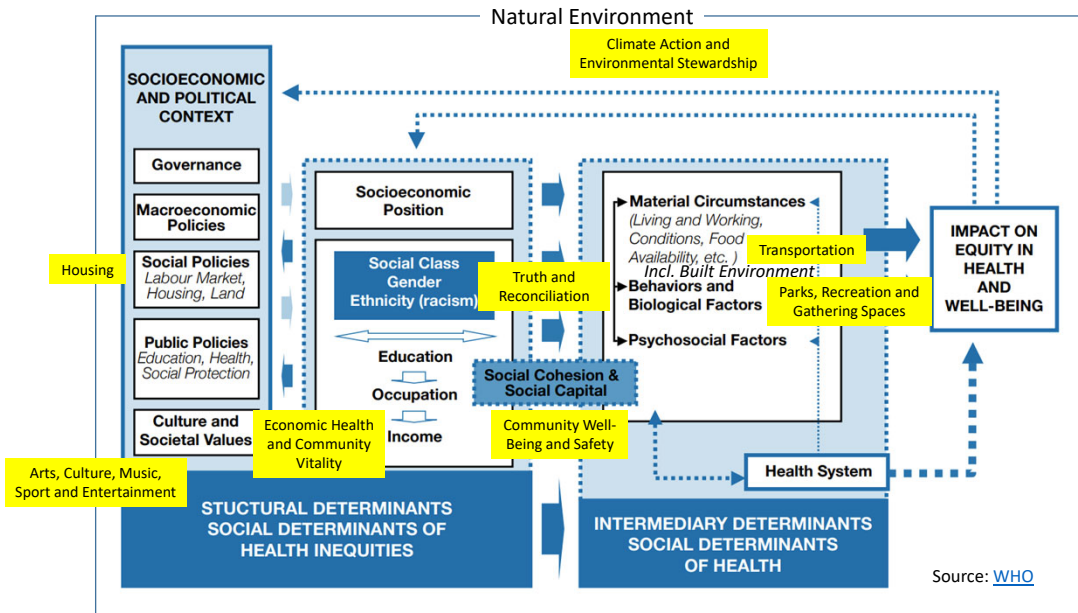 Natural Environment
Climate Action and
Environmental Stewardship
SOCIOECONOMIC
AND POLITICAL
CONTEXT
Governance
Macroeconomic
Policies
Housing
Social Policies
Labour Market,
Housing, Land
Public Policies
Education, Health,
Social Protection
Culture and
Societal Values
Arts, Culture, Music,
Sport and Entertainment
Socioeconomic
Position
Social Class
Gender
Ethnicity (racism)
Education
Occupation
Income
Economic Health
and Community
Vitality
Truth and
Reconciliation
Social Cohesion &
Social Capital
Community Well-
Being and Safety
Material Circumstances
(Living and Working,
Conditions, Food
Availability, etc. )
Incl. Built Environment
Transportation
Behaviors and
Biological Factors
Parks, Recreation and
Gathering Spaces
Psychosocial Factors
Health System
IMPACT ON
EQUITY IN
HEALTH
AND
WELL-BEING
STUCTURAL DETERMINANTS
SOCIAL DETERMINANTS OF
HEALTH INEQUITIES
INTERMEDIARY DETERMINANTS
SOCIAL DETERMINANTS
OF HEALTH
Source: WHO